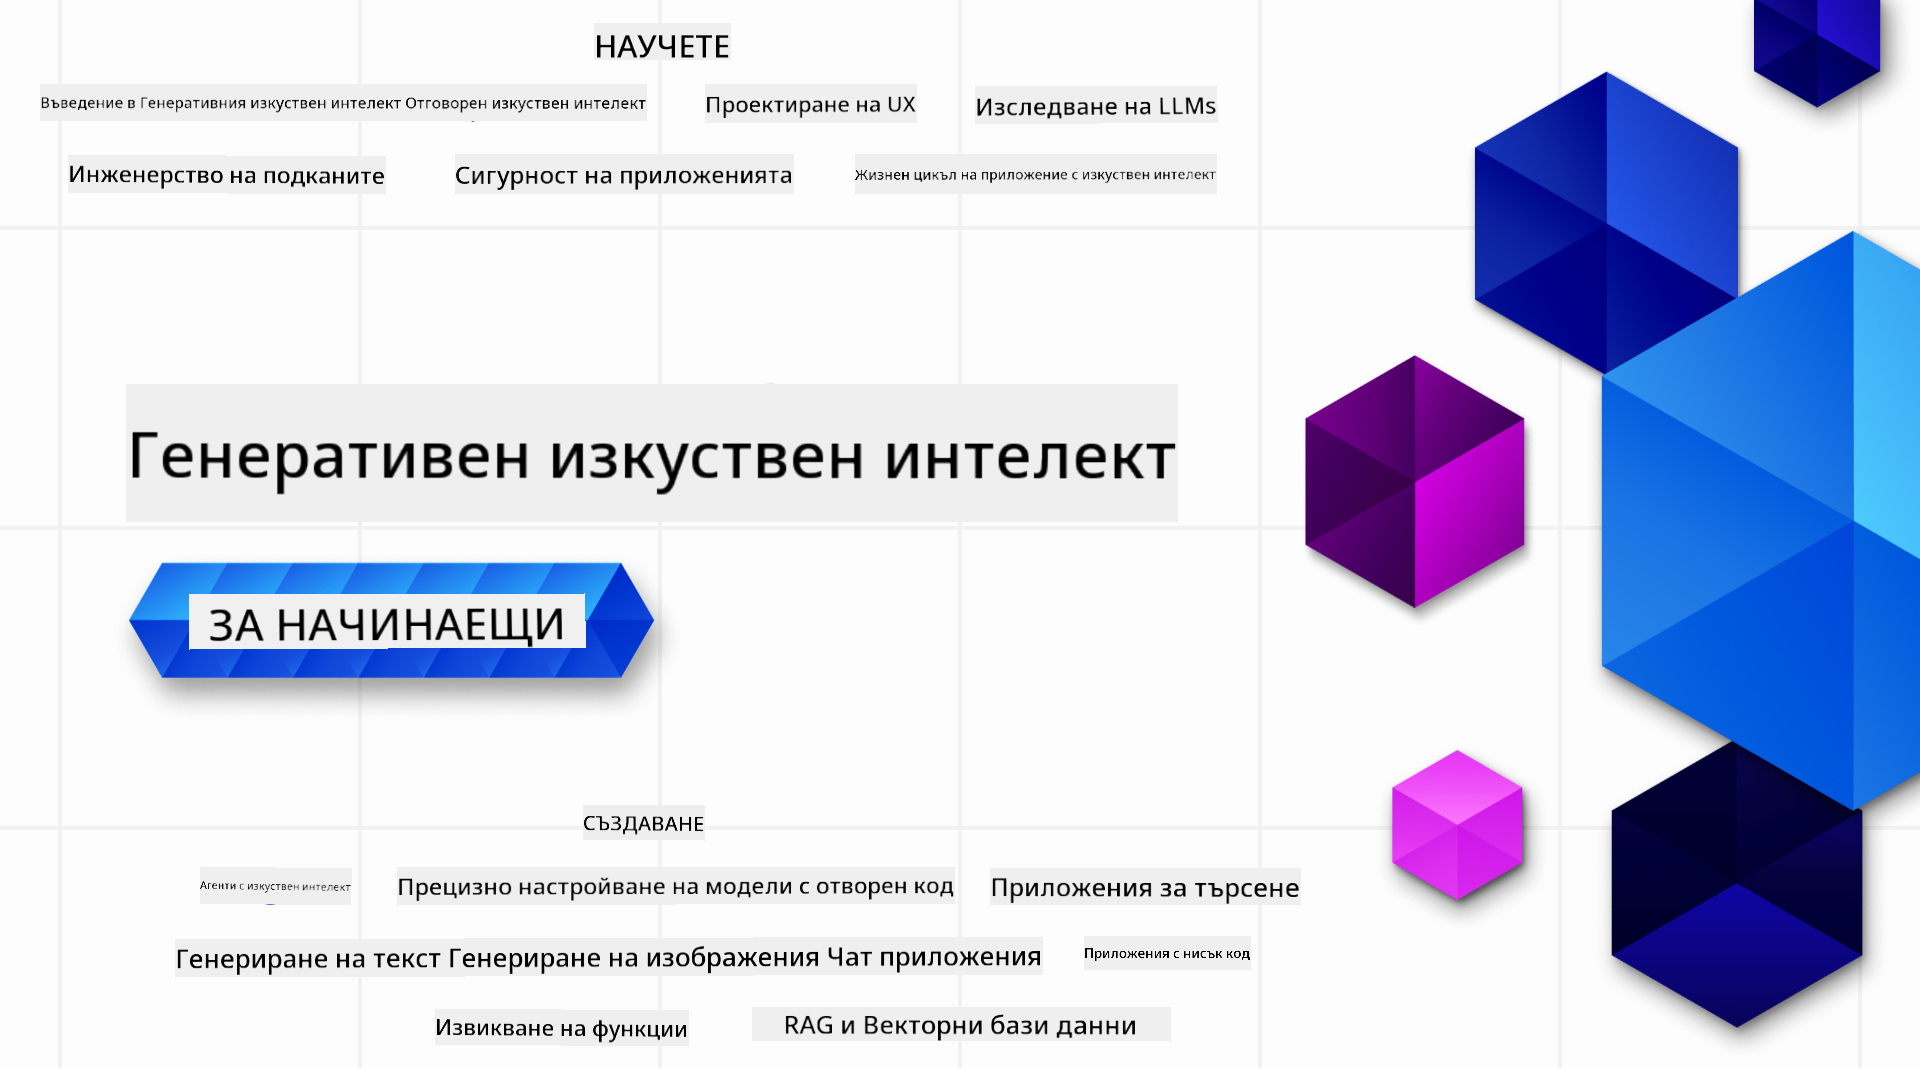 НАУЧЕТЕ
Въведение в Генеративния изкуствен интелект Отговорен изкуствен интелект
Проектиране на UX
Изследване на LLMs
Инженерство на подканите
Сигурност на приложенията
Жизнен цикъл на приложение с изкуствен интелект
Генеративен изкуствен интелект
ЗА НАЧИНАЕЩИ
СЪЗДАВАНЕ
Агенти с изкуствен интелект
Прецизно настройване на модели с отворен код
Приложения за търсене
Генериране на текст Генериране на изображения Чат приложения
Приложения с нисък код
Извикване на функции
RAG и Векторни бази данни